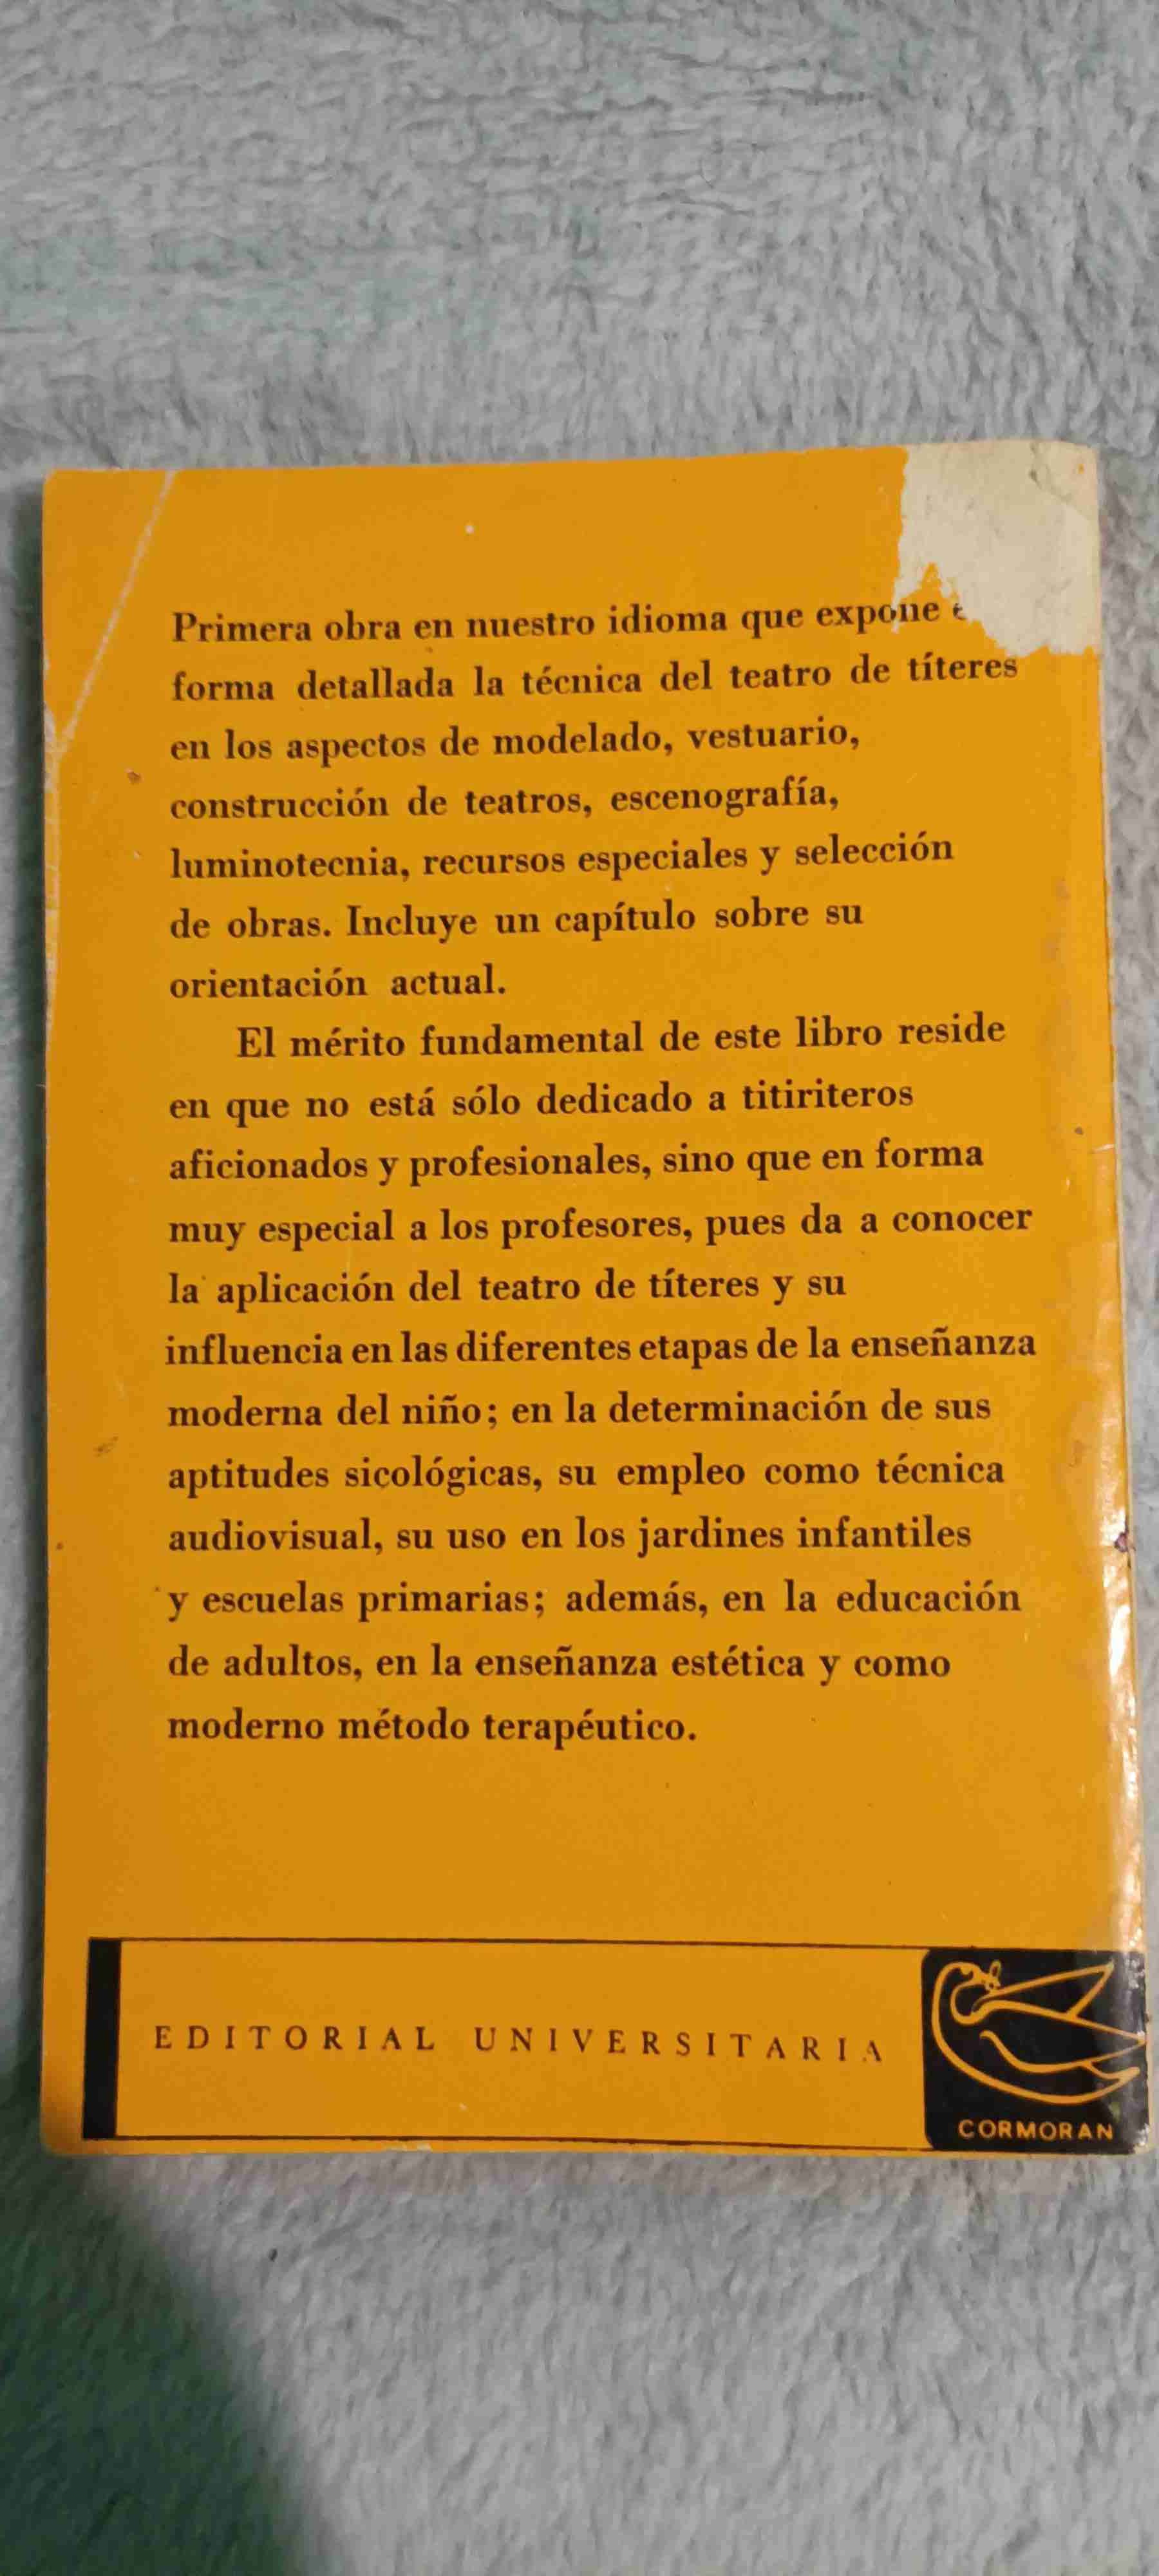 Primera obra en nuestro idioma que expone
forma detallada la técnica del teatro de títeres
en los aspectos de modelado, vestuario,
construcción de teatros, escenografía,
luminotecnia, recursos especiales y selección
de obras. Incluye un capítulo sobre su
orientación actual.
El mérito fundamental de este libro reside
en que no está sólo dedicado a titiriteros
aficionados y profesionales, sino que en forma
muy especial a los profesores, pues da a conocer
la aplicación del teatro de títeres y su
influencia en las diferentes etapas de la enseñanza
moderna del niño; en la determinación de sus
aptitudes sicológicas, su empleo como técnica
audiovisual, su uso en los jardines infantiles
y escuelas primarias; además, en la educación
de adultos, en la enseñanza estética y como
moderno método terapéutico.
EDITORIAL UNIVERSITARIA
CORMORAN